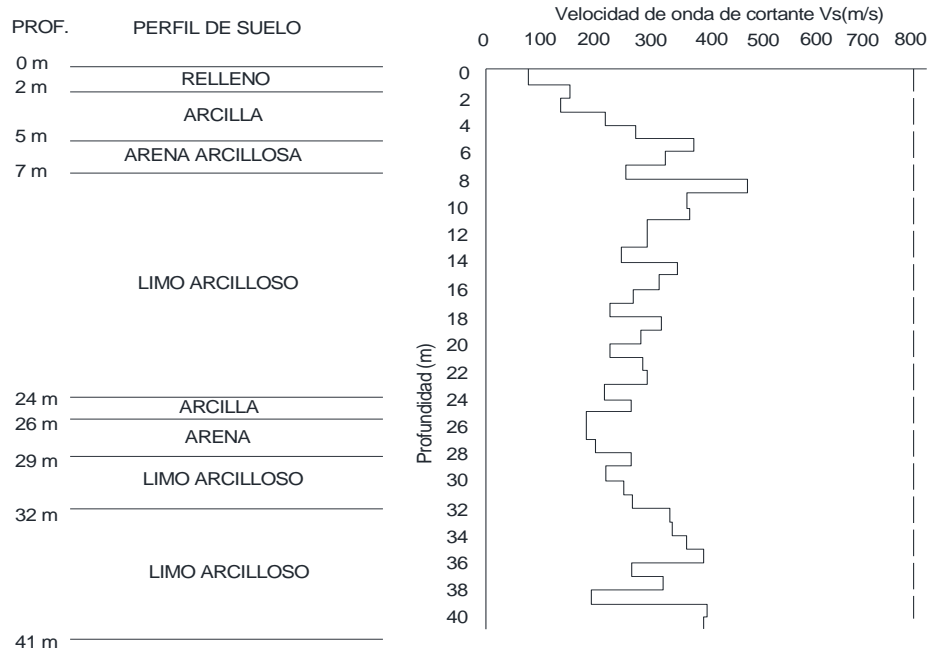 PROF. PERFIL DE SUELO
0 m
RELLENO
2 m
ARCILLA
5 m
ARENA ARCILLOSA
7 m
LIMO ARCILLOSO
24 m
ARCILLA
26 m
ARENA
29 m
LIMO ARCILLOSO
32 m
LIMO ARCILLOSO
41 m
Velocidad de onda de cortante Vs(m/s)
0 100 200 300 400 500 600 700 800
Profundidad (m)
0
2
4
6
8
10
12
14
16
18
20
22
24
26
28
30
32
34
36
38
40